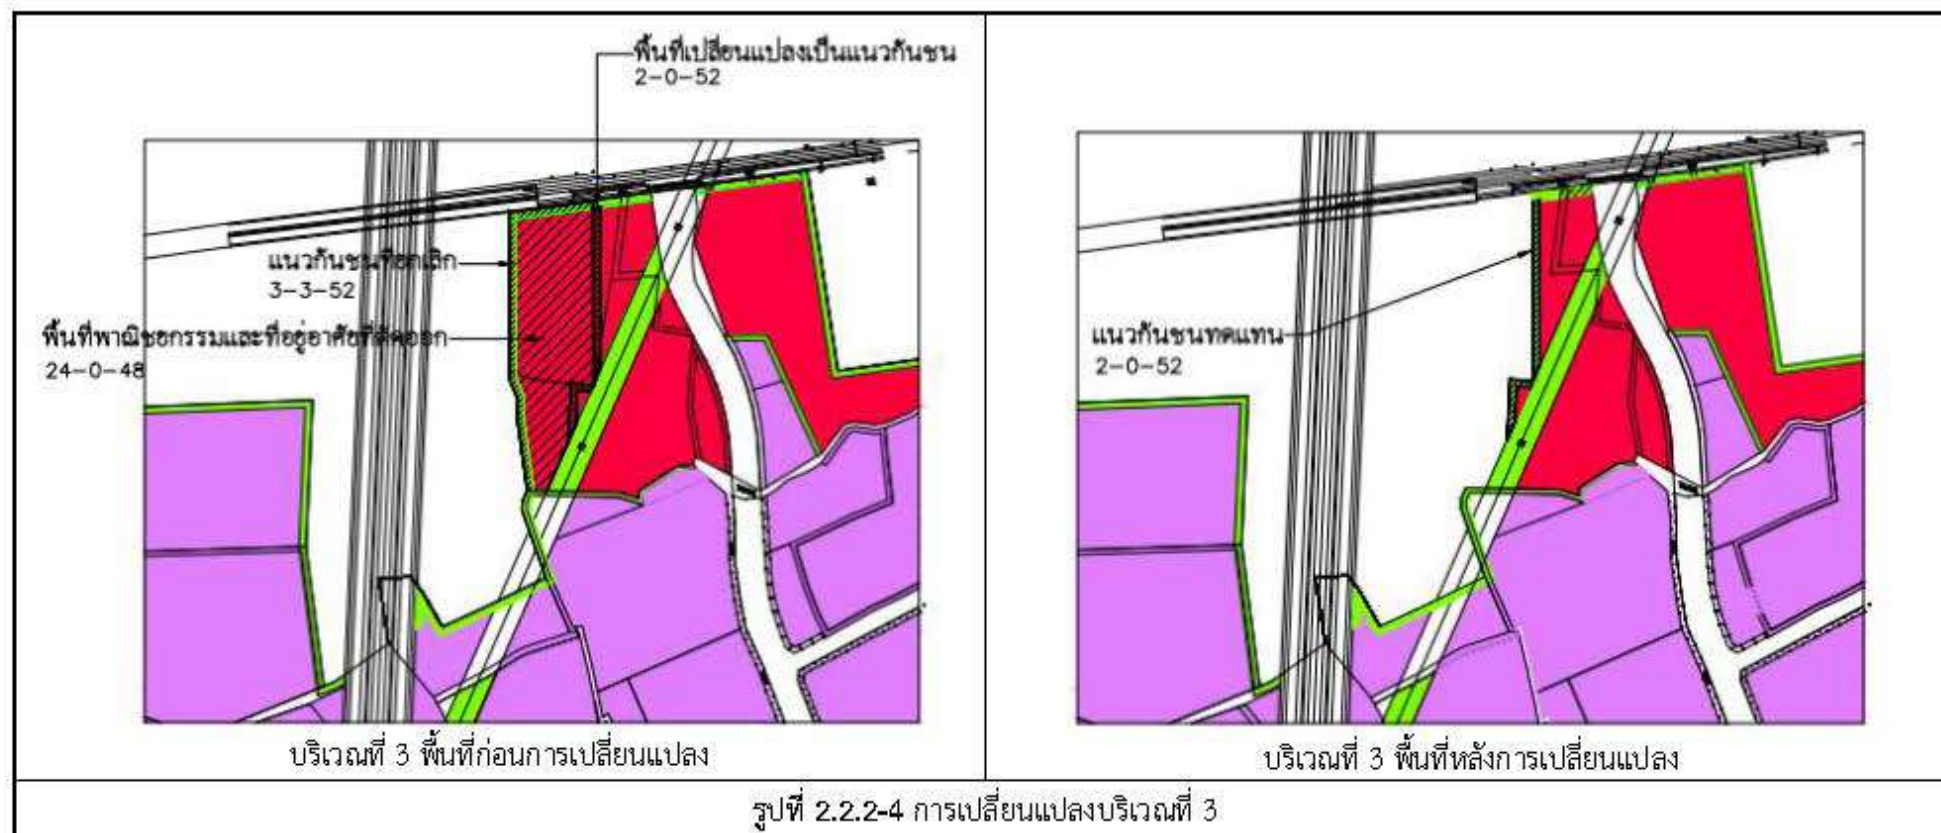 พื้นที่เปลี่ยนแปลงเป็นแนวกันชน
2-0-52
แนวกันชนที่ยกเลิก
3-3-52
พื้นที่พาณิชยกรรมและที่อยู่อาศัยที่ตัดออก
24-0-48
บริเวณที่ 3 พื้นที่ก่อนการเปลี่ยนแปลง
แนวกันชนทดแทน
2-0-52
บริเวณที่ 3 พื้นที่หลังการเปลี่ยนแปลง
รูปที่ 2.2.2-4 การเปลี่ยนแปลงบริเวณที่ 3